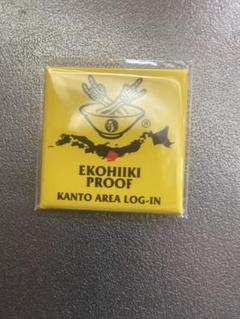 ®
EKOHIIKI
PROOF
KANTO AREA LOG-IN